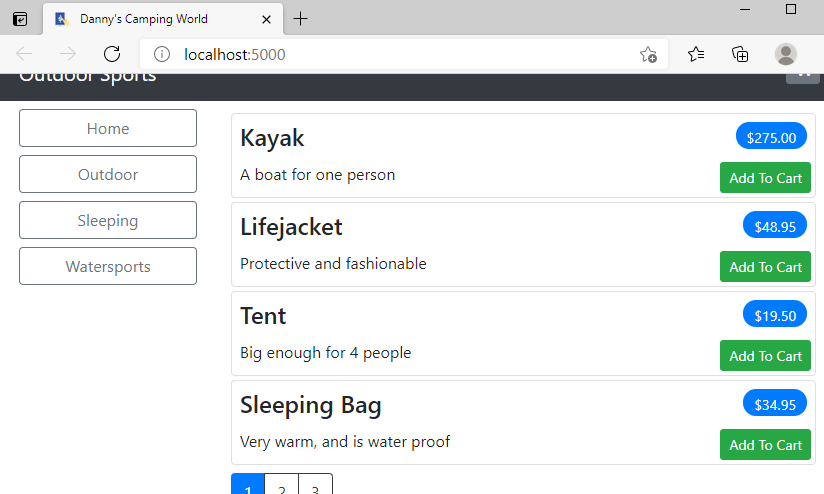 Danny's Camping World
localhost:5000
Outdoor Sports
Home
Outdoor
Sleeping
Watersports
Kayak
$275.00
A boat for one person
Add To Cart
Lifejacket
$48.95
Protective and fashionable
Add To Cart
Tent
$19.50
Big enough for 4 people
Add To Cart
Sleeping Bag
$34.95
Very warm, and is water proof
Add To Cart
1 2 3